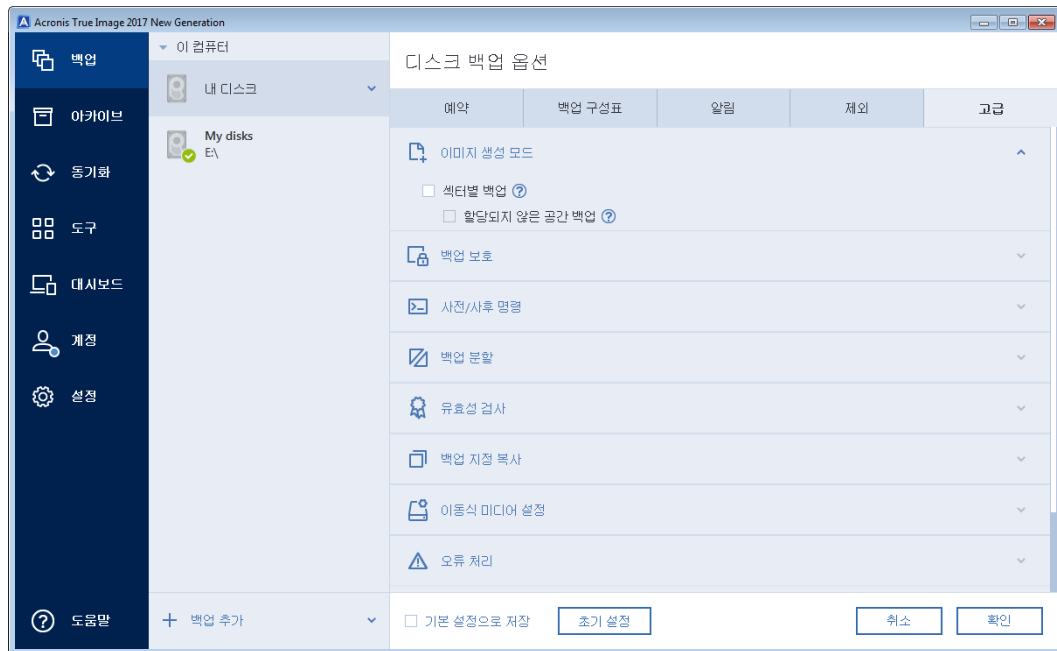 Acronis True Image 2017 New Generation
백업
아카이브
동기화
도구
대시보드
계정
설정
도움말
이 컴퓨터
내 디스크
My disks
E:\
백업 추가
디스크 백업 옵션
예약
백업 구성표
알림
제외
고급
이미지 생성 모드
섹터별 백업 ?
할당되지 않은 공간 백업 ?
백업 보호
사전/사후 명령
백업 분할
유효성 검사
백업 지정 복사
이동식 미디어 설정
오류 처리
기본 설정으로 저장
초기 설정
취소
확인